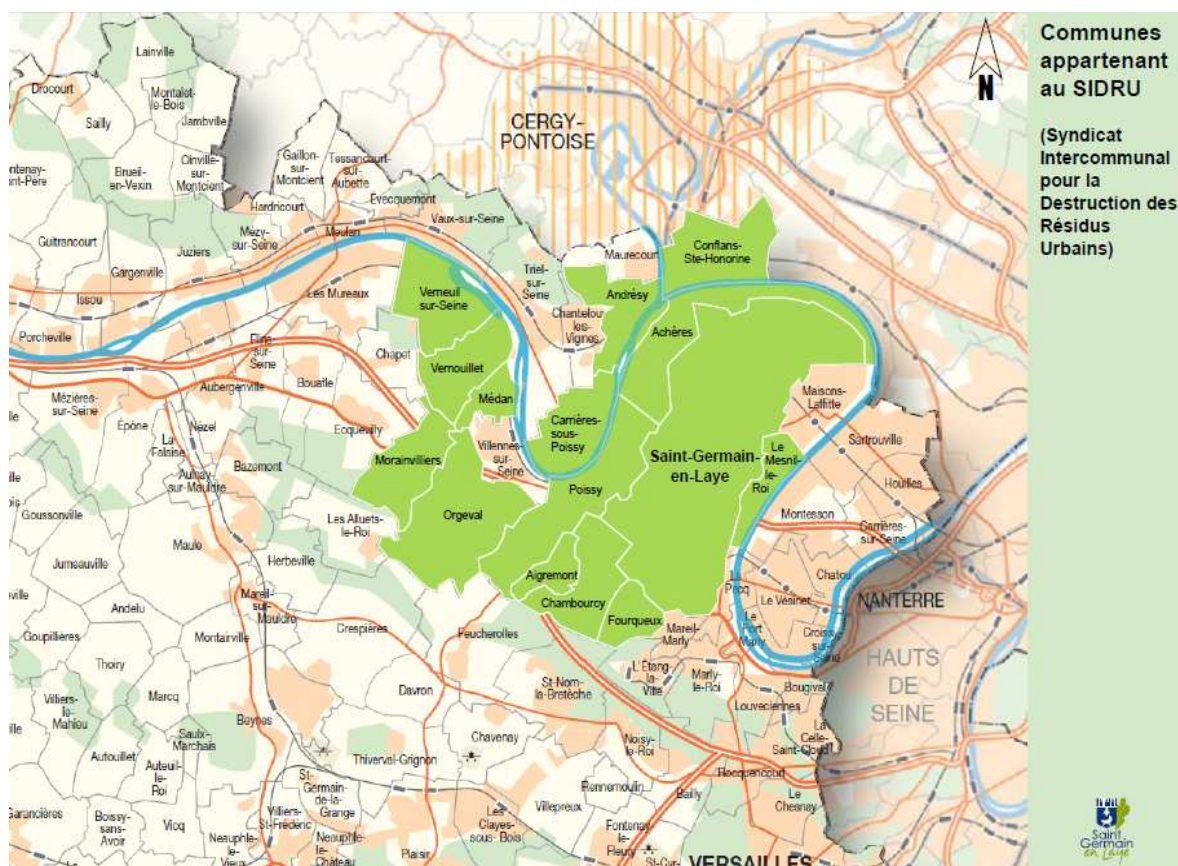 Communes
appartenant
au SIDRU
(Syndicat
Intercommunal
pour la
Destruction des
Résidus
Urbains)
N
Lainville
Drocourt
Montalet-
le-Bois
Jambville
Sailly
Brueil-
en-Vexin
Oinville-
sur-
Montcient
Gaillon-
sur-
Montcient
Tessancourt-
sur-
Aubette
Hardricourt
Évecquemont
CERGY-
PONTOISE
Guitrancourt
Juziers
Mézy-
sur-Seine
Meulan
Vaux-sur-Seine
Gargenville
Issou
Porcheville
Les Mureaux
Verneuil
sur-Seine
Triel-
sur-
Seine
Maurecourt
Conflans-
Ste-Honorine
Andrésy
Chanteloup
les-
Vignes
Achères
sur-
Seine
Aubergenville
Bouafle
Chapet
Vernouillet
Médan
Mézières-
sur-Seine
Épône
La
Falaise
Nézel
Ecquevilly
Carrières-
sous-
Poissy
Villennes-
sur-
Seine
Maisons-
Laffitte
Sartrouville
Morainvilliers
Saint-Germain-
en-Laye
Le
Mesnil-
le-
Roi
Houilles
Bazemont
Aulnay-
sur-Mauldre
Poissy
Orgeval
Montesson
Carrières-
sur-Seine
Goussonville
Les Alluets-
le-Roi
Maule
Herbeville
Jumeauville
Aigremont
Chambourcy
Fourqueux
Le
Pecq
Le Vésinet
Chatou
NANTERRE
Andelu
Mareil-
sur-
Mauldre
Crespières
Feucherolles
Mareil-
Marly
Le
Port
Marly
Croissy-
sur-
Seine
HAUTS
DE
SEINE
Goupillières
Montainville
Thoiry
L'Étang-
la-
Ville
Marly-
le-Roi
Bougival
Louveciennes
St-Nom-
la-Bretèche
Davron
Villiers-
le-
Mahieu
Marcq
Beynes
Saulx-
Marchais
Autouillet
Auteuil-
le-
Roi
Chavenay
Noisy-
le-Roi
La
Celle-
Saint-Cloud
Thiverval-Grignon
Rocquencourt
Bailly
Le
Chesnay
Rennemoulin
Villepreux
St-
Germain-
de-la-
Grange
Garancières
Boissy-
sans-
Avoir
Vicq
Villiers-
St-Frédéric
Neauphle-
le-
Vieux
Neauphle-
le-
Château
Plaisir
Les
Clayes-
sous-Bois
Fontenay-
le-
Fleury
VERSAILLES
Saint
Germain
en Laye